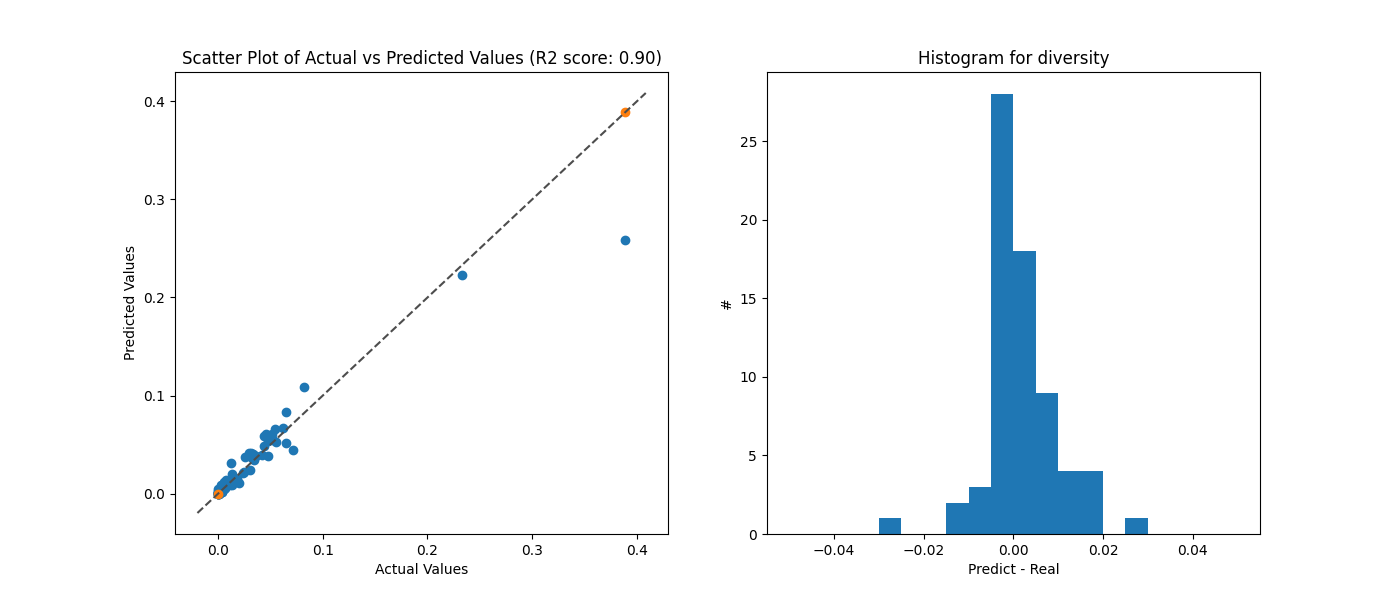 Scatter Plot of Actual vs Predicted Values (R2 score: 0.90)
Predicted Values
0.4
0.3
0.2
0.1
0.0
0.0 0.1 0.2 0.3 0.4
Actual Values
Histogram for diversity
#
25
20
15
10
5
0
−0.04 −0.02 0.00 0.02 0.04
Predict - Real